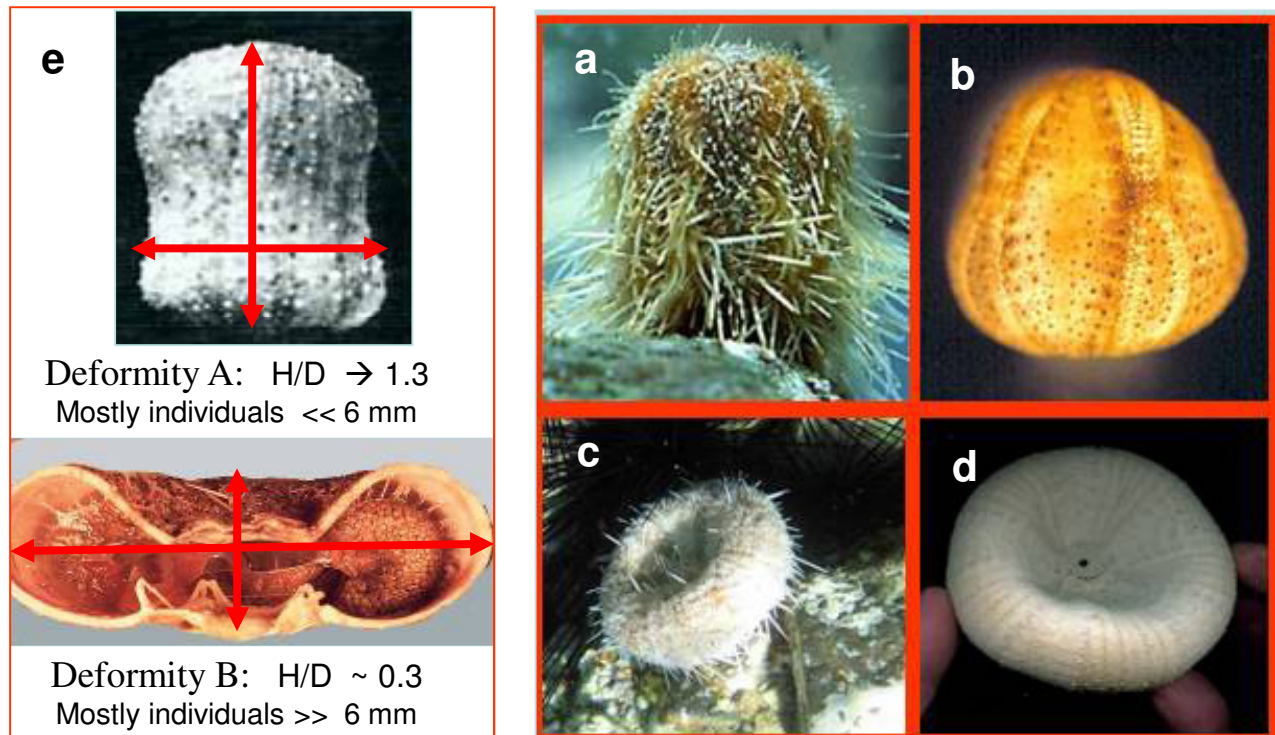 e
Deformity A: H/D → 1.3
Mostly individuals << 6 mm
Deformity B: H/D ~ 0.3
Mostly individuals >> 6 mm
a
b
c
d